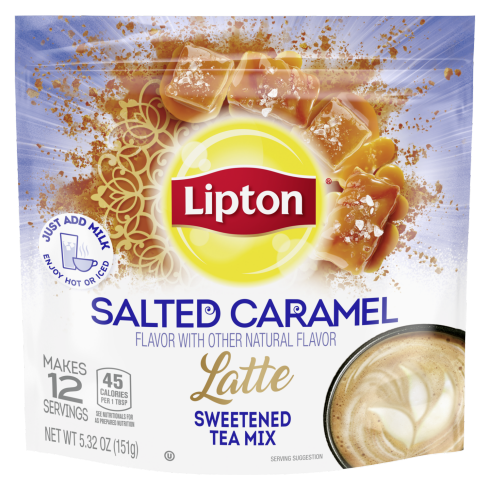 Lipton
®
JUST ADD MILK
ENJOY HOT OR ICED
SALTED CARAMEL
FLAVOR WITH OTHER NATURAL FLAVOR
Latte
SWEETENED
TEA MIX
MAKES
12
SERVINGS
45
CALORIES
PER 1 TBSP
SEE NUTRITIONALS FOR
AS PREPARED NUTRITION
NET WT 5.32 OZ (151g)
U
SERVING SUGGESTION